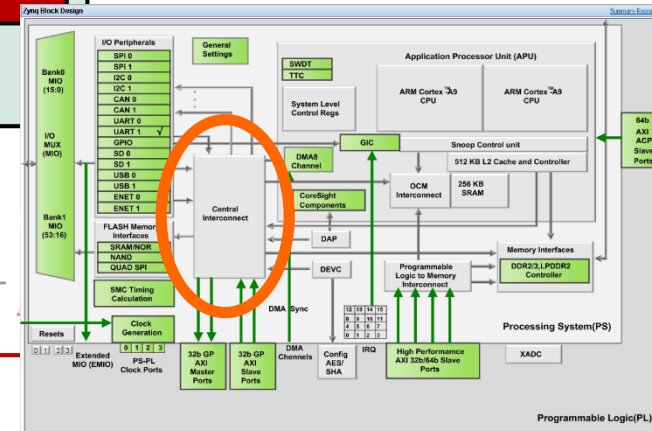 Zynq Block Design
Summary Report
I/O Peripherals
SPI 0
SPI 1
I2C 0
I2C 1
CAN 0
CAN 1
UART 0
UART 1 √
GPIO
SD 0
SD 1
USB 0
USB 1
ENET 0
ENET 1
Bank0
MIO
(15:0)
I/O
MUX
(MIO)
Bank1
MIO
(53:16)
FLASH Memory
Interfaces
SRAM/NOR
NAND
QUAD SPI
SMC Timing
Calculation
General
Settings
Application Processor Unit (APU)
SWDT
TTC
System Level
Control Regs
ARM Cortex™A9
CPU
ARM Cortex™A9
CPU
GIC
Snoop Control unit
512 KB L2 Cache and Controller
DMA8
Channel
OCM
Interconnect
256 KB
SRAM
CoreSight
Components
Central
Interconnect
DAP
DEVC
Programmable
Logic to Memory
Interconnect
Memory Interfaces
DDR2/3,LPDDR2
Controller
64b
AXI
ACP
Slave
Ports
Resets
0 1 2 3
Clock
Generation
0 1 2 3
Extended
MIO (EMIO)
PS-PL
Clock Ports
32b GP
AXI
Master
Ports
32b GP
AXI
Slave
Ports
DMA Sync
DMA
Channels
12 13 14 15
8 9 10 11
4 5 6 7
0 1 2 3
IRQ
Config
AES/
SHA
High Performamce
AXI 32b/64b Slave
Ports
XADC
Processing System(PS)
Programmable Logic(PL)